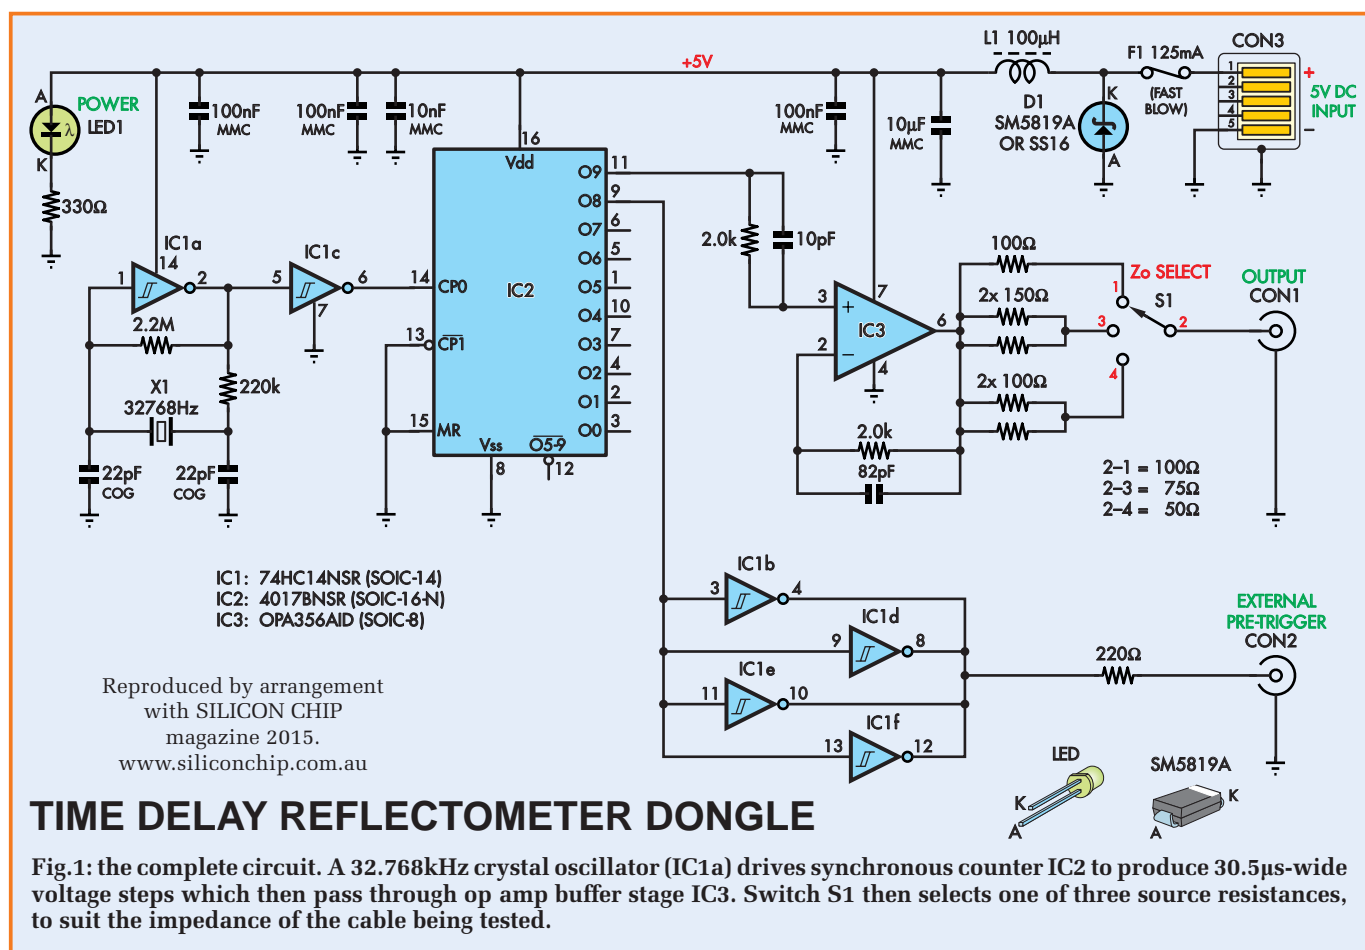 L1 100µH
F1 125mA
CON3
+5V
A
POWER
LED1
λ
K
330Ω
100nF
MMC
100nF
MMC
10nF
MMC
100nF
MMC
10µF
MMC
K
D1
SM5819A
OR SS16
A
(FAST
BLOW)
1
2
3
4
5
+
5V DC
INPUT
–
IC1a
14
1
2
2.2M
X1
32768Hz
220k
22pF
COG
22pF
COG
IC1c
5
6
7
16
Vdd
14
CP0
IC2
13
CP1
15
MR
Vss
8
O5-9
12
O9
11
O8
9
O7
6
O6
5
O5
1
O4
10
O3
7
O2
4
O1
2
O0
3
2.0k
10pF
3
+
7
IC3
6
2
–
4
2.0k
82pF
100Ω
2x 150Ω
2x 100Ω
Zo SELECT
1
S1
3
2
4
OUTPUT
CON1
2–1 = 100Ω
2–3 = 75Ω
2–4 = 50Ω
IC1: 74HC14NSR (SOIC-14)
IC2: 4017BNSR (SOIC-16-N)
IC3: OPA356AID (SOIC-8)
IC1b
3
4
IC1d
9
8
IC1e
11
10
IC1f
13
12
220Ω
EXTERNAL
PRE-TRIGGER
CON2
Reproduced by arrangement
with SILICON CHIP
magazine 2015.
www.siliconchip.com.au
LED
K
A
SM5819A
K
A
TIME DELAY REFLECTOMETER DONGLE
Fig.1: the complete circuit. A 32.768kHz crystal oscillator (IC1a) drives synchronous counter IC2 to produce 30.5µs-wide
voltage steps which then pass through op amp buffer stage IC3. Switch S1 then selects one of three source resistances,
to suit the impedance of the cable being tested.